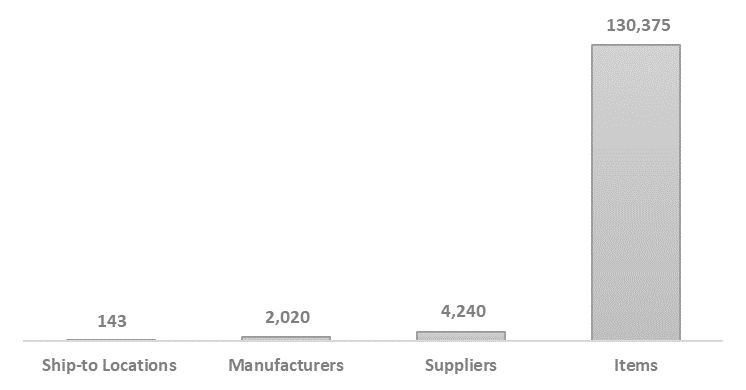 130,375
4,240
2,020
143
Ship-to Locations
Manufacturers
Suppliers
Items